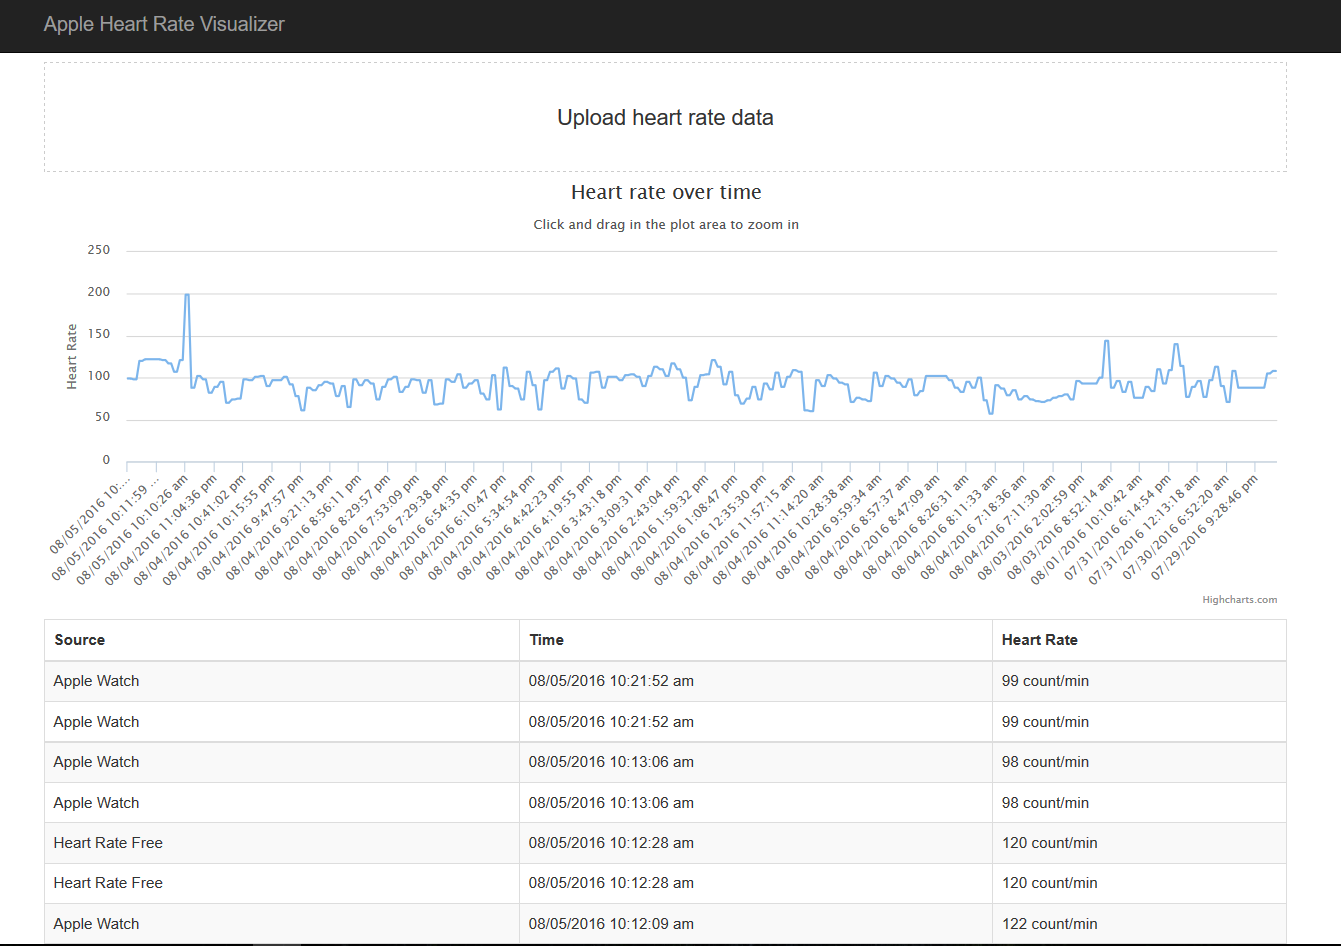 Apple Heart Rate Visualizer
Upload heart rate data
Heart rate over time
Click and drag in the plot area to zoom in
Heart Rate
250
200
150
100
50
0
08/05/2016 10:...
08/05/2016 10:11:59 ...
08/05/2016 10:10:26 am
08/04/2016 11:04:36 pm
08/04/2016 10:41:02 pm
08/04/2016 10:15:55 pm
08/04/2016 9:47:57 pm
08/04/2016 9:21:13 pm
08/04/2016 8:56:11 pm
08/04/2016 8:29:57 pm
08/04/2016 7:53:09 pm
08/04/2016 7:29:38 pm
08/04/2016 6:54:35 pm
08/04/2016 6:10:47 pm
08/04/2016 5:34:54 pm
08/04/2016 4:42:23 pm
08/04/2016 4:19:55 pm
08/04/2016 3:43:18 pm
08/04/2016 3:09:31 pm
08/04/2016 2:43:04 pm
08/04/2016 1:59:32 pm
08/04/2016 1:08:47 pm
08/04/2016 12:35:30 pm
08/04/2016 11:57:15 am
08/04/2016 11:14:20 am
08/04/2016 10:28:38 am
08/04/2016 9:59:34 am
08/04/2016 8:57:37 am
08/04/2016 8:47:09 am
08/04/2016 8:26:31 am
08/04/2016 8:11:33 am
08/04/2016 7:18:36 am
08/04/2016 7:11:30 am
08/03/2016 2:02:59 pm
08/03/2016 8:52:14 am
08/01/2016 10:10:42 am
07/31/2016 6:14:54 pm
07/31/2016 12:13:18 am
07/30/2016 6:52:20 am
07/29/2016 9:28:46 pm
Highcharts.com
Source Time Heart Rate
Apple Watch 08/05/2016 10:21:52 am 99 count/min
Apple Watch 08/05/2016 10:21:52 am 99 count/min
Apple Watch 08/05/2016 10:13:06 am 98 count/min
Apple Watch 08/05/2016 10:13:06 am 98 count/min
Heart Rate Free 08/05/2016 10:12:28 am 120 count/min
Heart Rate Free 08/05/2016 10:12:28 am 120 count/min
Apple Watch 08/05/2016 10:12:09 am 122 count/min